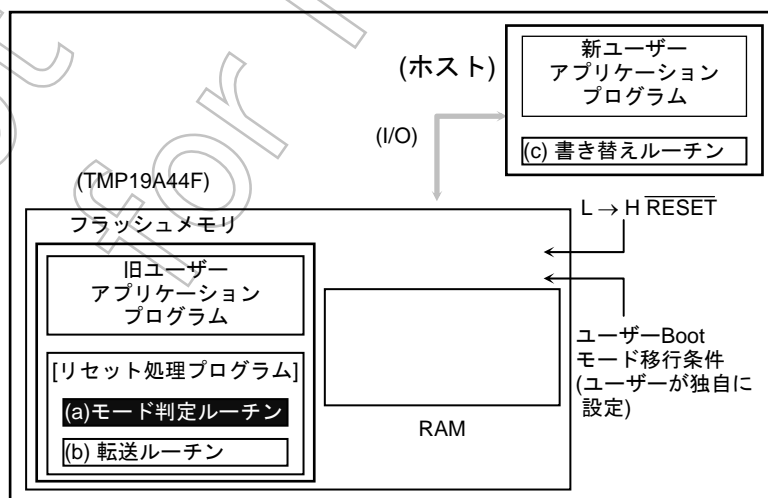 (ホスト)
新ユーザー
アプリケーション
プログラム
(c) 書き替えルーチン
(I/O)
(TMP19A44F)
フラッシュメモリ
旧ユーザー
アプリケーション
プログラム
[リセット処理プログラム]
(a)モード判定ルーチン
(b) 転送ルーチン
RAM
L → H RESET
ユーザーBoot
モード移行条件
(ユーザーが独自に
設定)
for